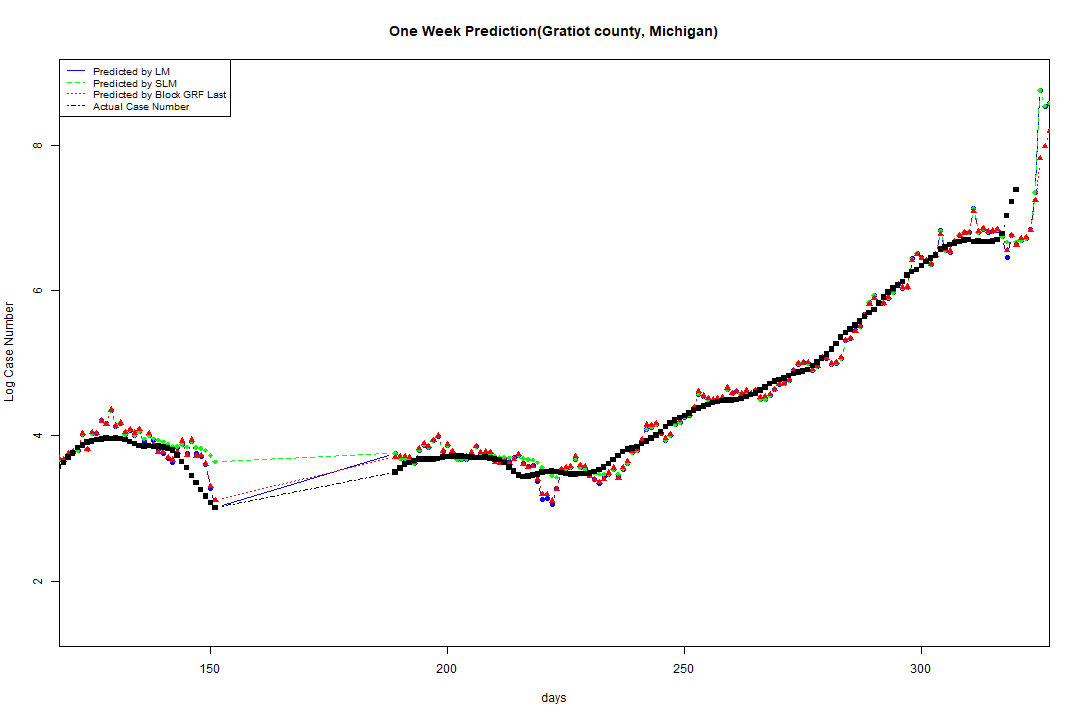 One Week Prediction(Gratiot county, Michigan)
Predicted by LM
Predicted by SLM
Predicted by Block GRF Last
Actual Case Number
8
6
4
2
Log Case Number
150
200
250
300
days